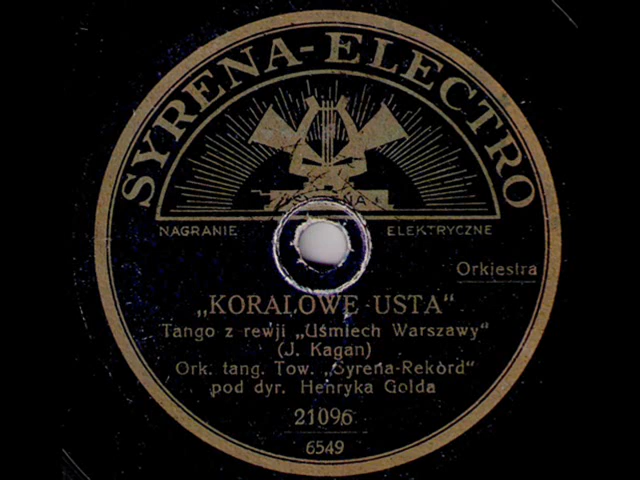 SYRENA-ELECTRO
SYRENA
NAGRANIE ELEKTRYCZNE
Orkiestra
„KORALOWE USTA"
Tango z rewji „Uśmiech Warszawy"
(J. Kagan)
Ork. tang. Tow. „Syrena-Rekord"
pod dyr. Henryka Golda
21096
6549